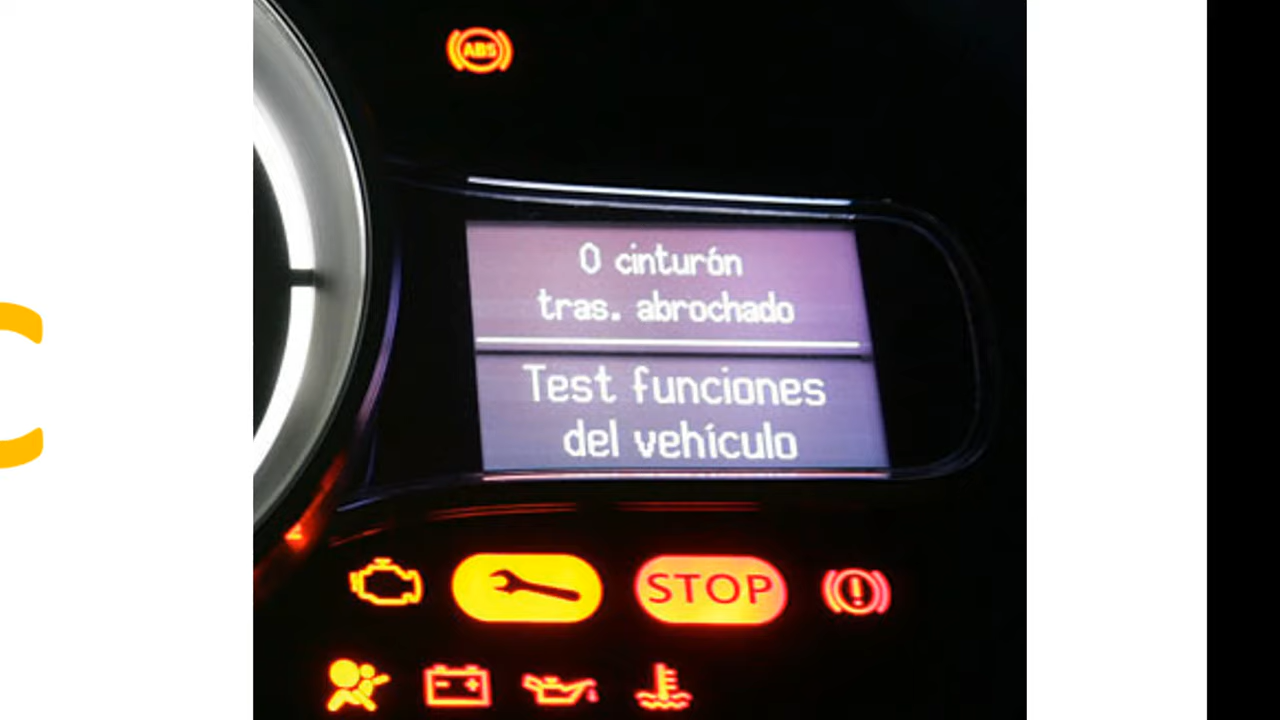 ABS
0 cinturón
tras. abrochado
Test funciones
del vehículo
STOP